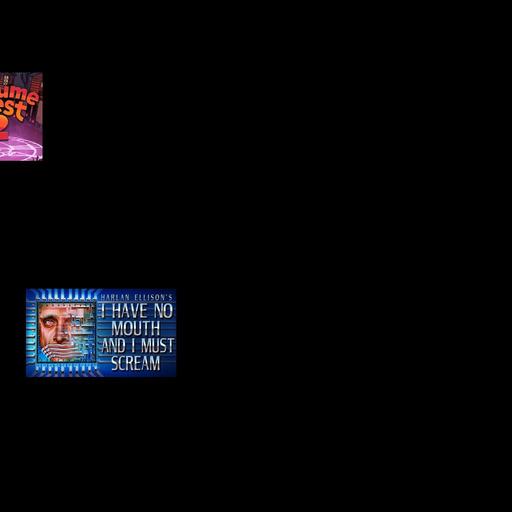 ume
est
2
HARLAN ELLISON'S
I HAVE NO
MOUTH
AND I MUST
SCREAM